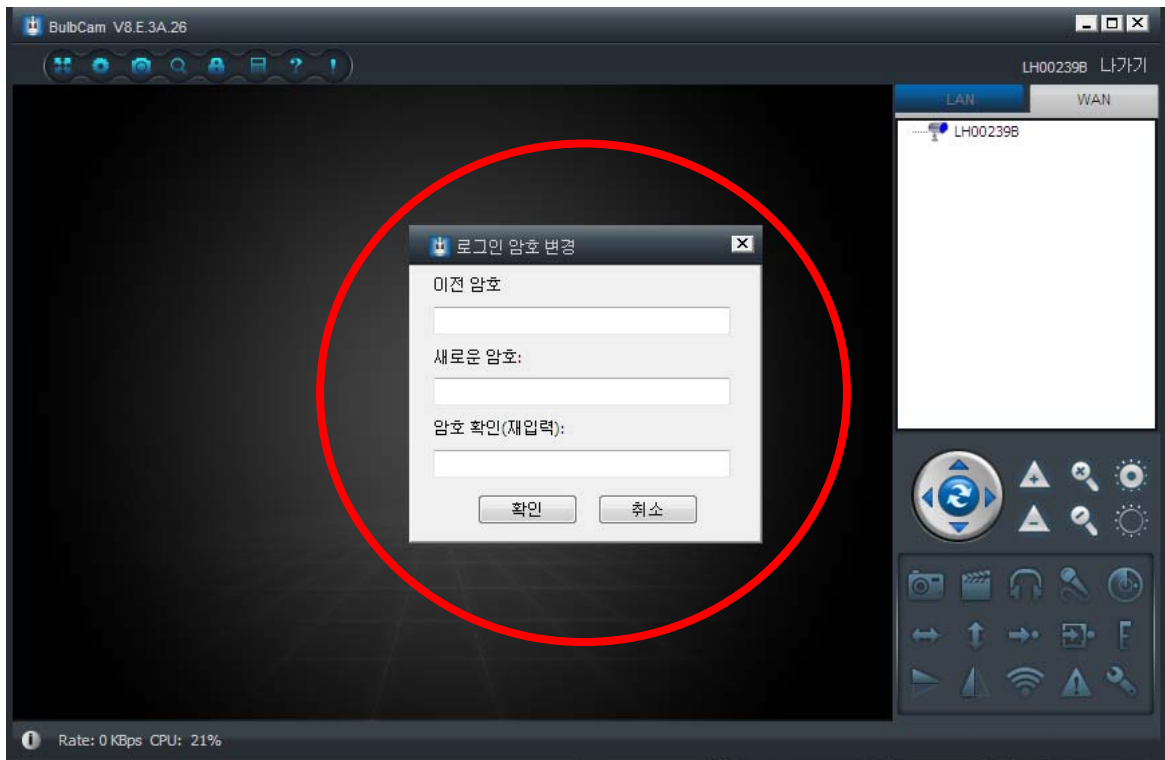 BulbCam V8.E.3A.26
LH00239B 나가기
LAN WAN
LH00239B
로그인 암호 변경
이전 암호
새로운 암호:
암호 확인(재입력):
확인 취소
Rate: 0 KBps CPU: 21%